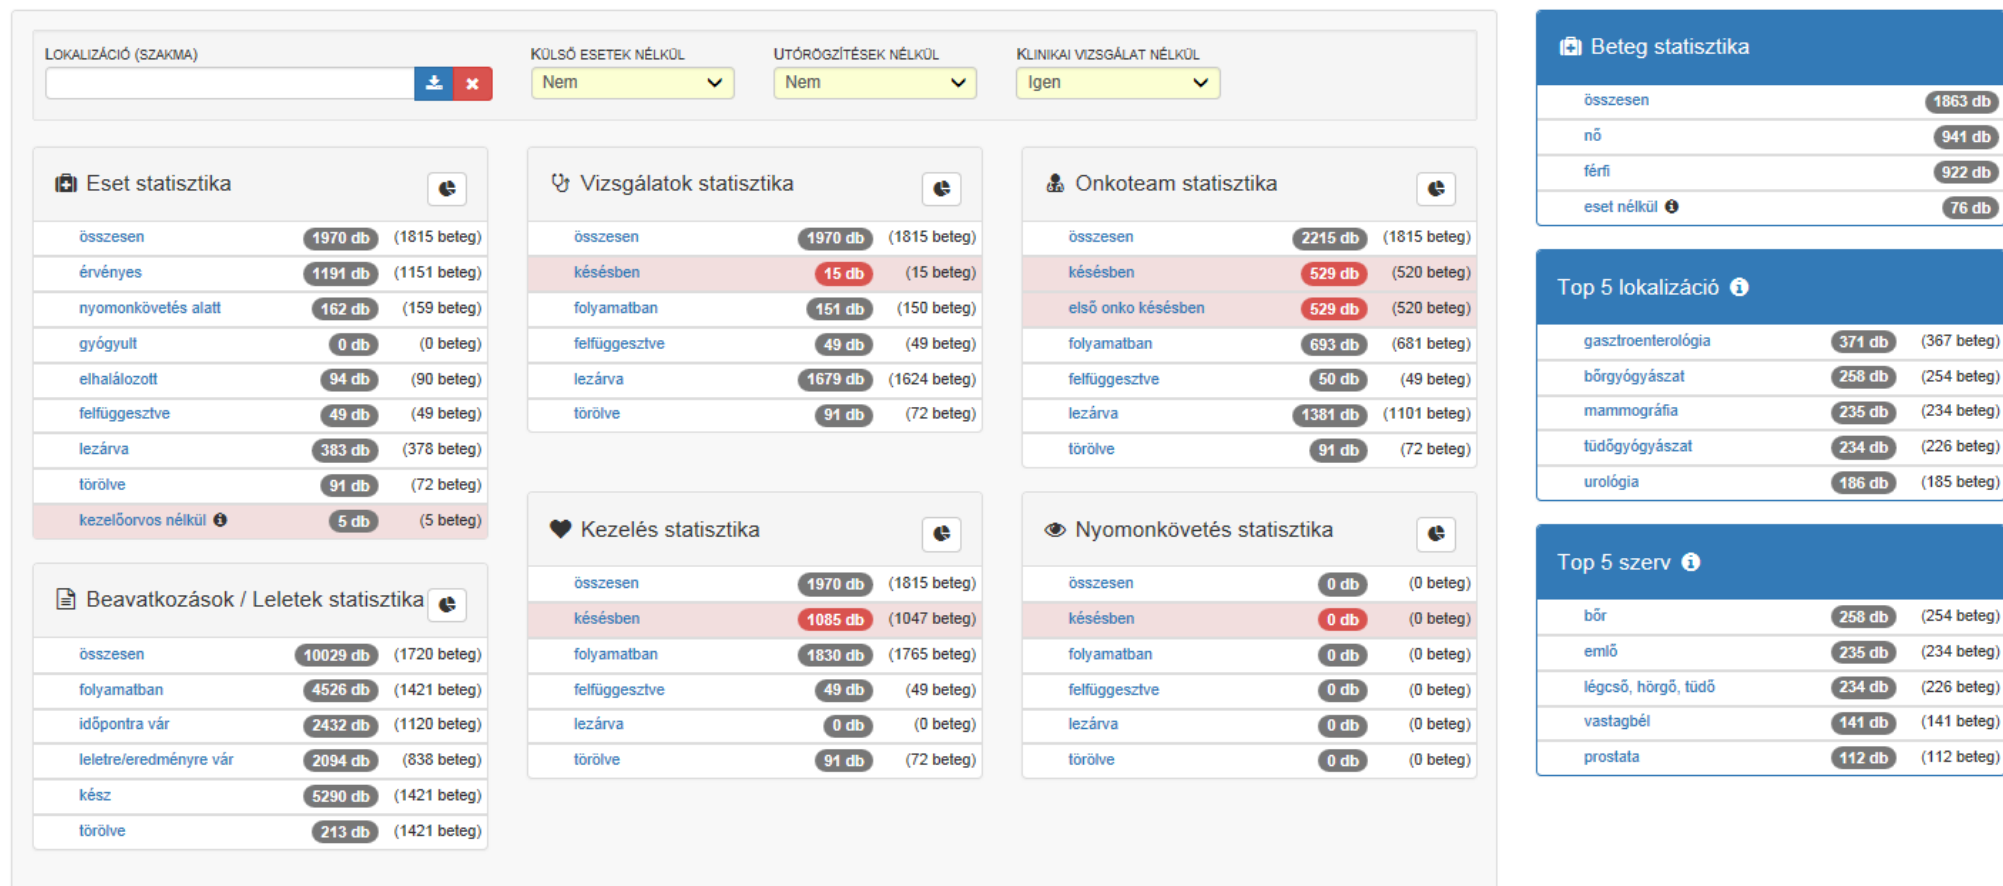 LOKALIZÁCIÓ (SZAKMA)
KÜLSŐ ESETEK NÉLKÜL
Nem
UTÓRÖGZÍTÉSEK NÉLKÜL
Nem
KLINIKAI VIZSGÁLAT NÉLKÜL
Igen
Eset statisztika
összesen 1970 db (1815 beteg)
érvényes 1191 db (1151 beteg)
nyomonkövetés alatt 162 db (159 beteg)
gyógyult 0 db (0 beteg)
elhalálozott 94 db (90 beteg)
felfüggesztve 49 db (49 beteg)
lezárva 383 db (378 beteg)
törölve 91 db (72 beteg)
kezelőorvos nélkül 5 db (5 beteg)
Beavatkozások / Leletek statisztika
összesen 10029 db (1720 beteg)
folyamatban 4526 db (1421 beteg)
időpontra vár 2432 db (1120 beteg)
leletre/eredményre vár 2094 db (838 beteg)
kész 5290 db (1421 beteg)
törölve 213 db (1421 beteg)
Vizsgálatok statisztika
összesen 1970 db (1815 beteg)
késésben 15 db (15 beteg)
folyamatban 151 db (150 beteg)
felfüggesztve 49 db (49 beteg)
lezárva 1679 db (1624 beteg)
törölve 91 db (72 beteg)
Kezelés statisztika
összesen 1970 db (1815 beteg)
késésben 1085 db (1047 beteg)
folyamatban 1830 db (1765 beteg)
felfüggesztve 49 db (49 beteg)
lezárva 0 db (0 beteg)
törölve 91 db (72 beteg)
Onkoteam statisztika
összesen 2215 db (1815 beteg)
késésben 529 db (520 beteg)
első onko késésben 529 db (520 beteg)
folyamatban 693 db (681 beteg)
felfüggesztve 50 db (49 beteg)
lezárva 1381 db (1101 beteg)
törölve 91 db (72 beteg)
Nyomonkövetés statisztika
összesen 0 db (0 beteg)
késésben 0 db (0 beteg)
folyamatban 0 db (0 beteg)
felfüggesztve 0 db (0 beteg)
lezárva 0 db (0 beteg)
törölve 0 db (0 beteg)
Beteg statisztika
összesen 1863 db
nő 941 db
férfi 922 db
eset nélkül 76 db
Top 5 lokalizáció
gasztroenterológia 371 db (367 beteg)
bőrgyógyászat 258 db (254 beteg)
mammográfia 235 db (234 beteg)
tüdőgyógyászat 234 db (226 beteg)
urológia 186 db (185 beteg)
Top 5 szerv
bőr 258 db (254 beteg)
emlő 235 db (234 beteg)
légcső, hörgő, tüdő 234 db (226 beteg)
vastagbél 141 db (141 beteg)
prostata 112 db (112 beteg)